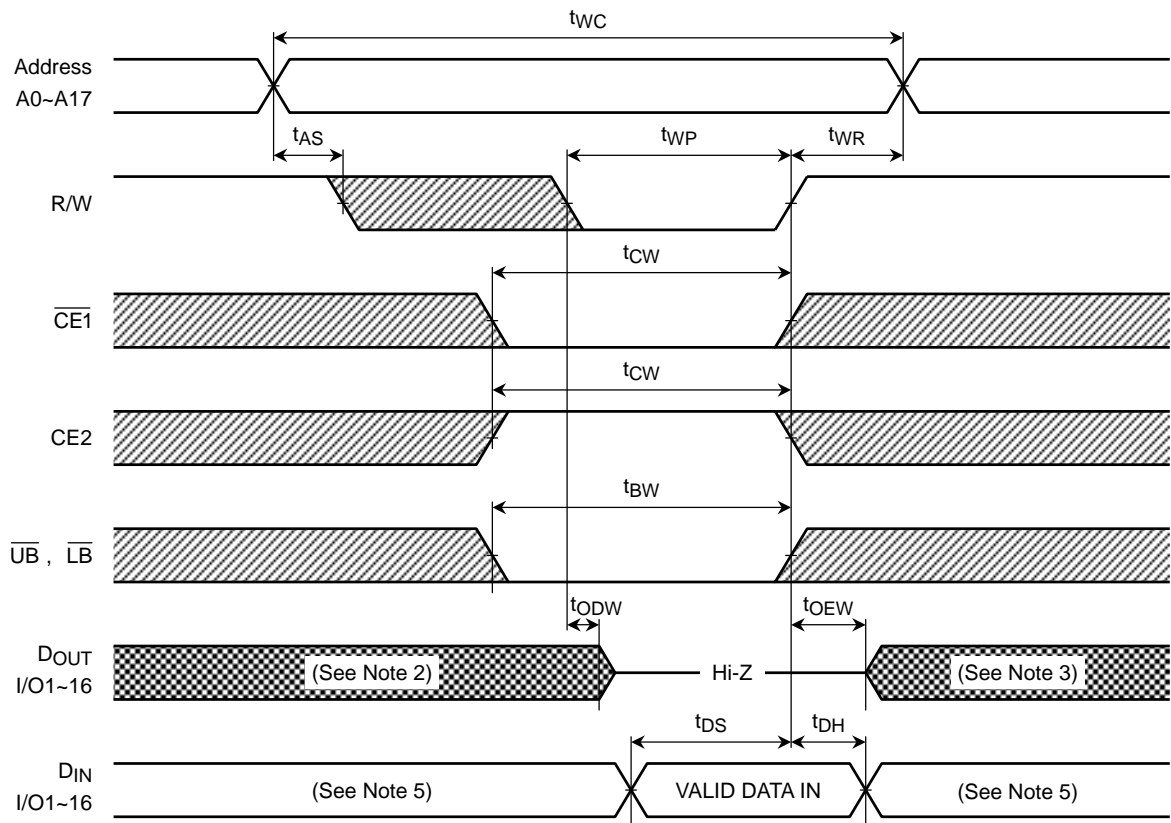 tWC
Address
A0~A17
tAS
tWP
tWR
R/W
tCW
CE1
tCW
CE2
tBW
UB , LB
tODW
tOEW
DOUT
I/O1~16
(See Note 2)
Hi-Z
(See Note 3)
tDS
tDH
DIN
I/O1~16
(See Note 5)
VALID DATA IN
(See Note 5)